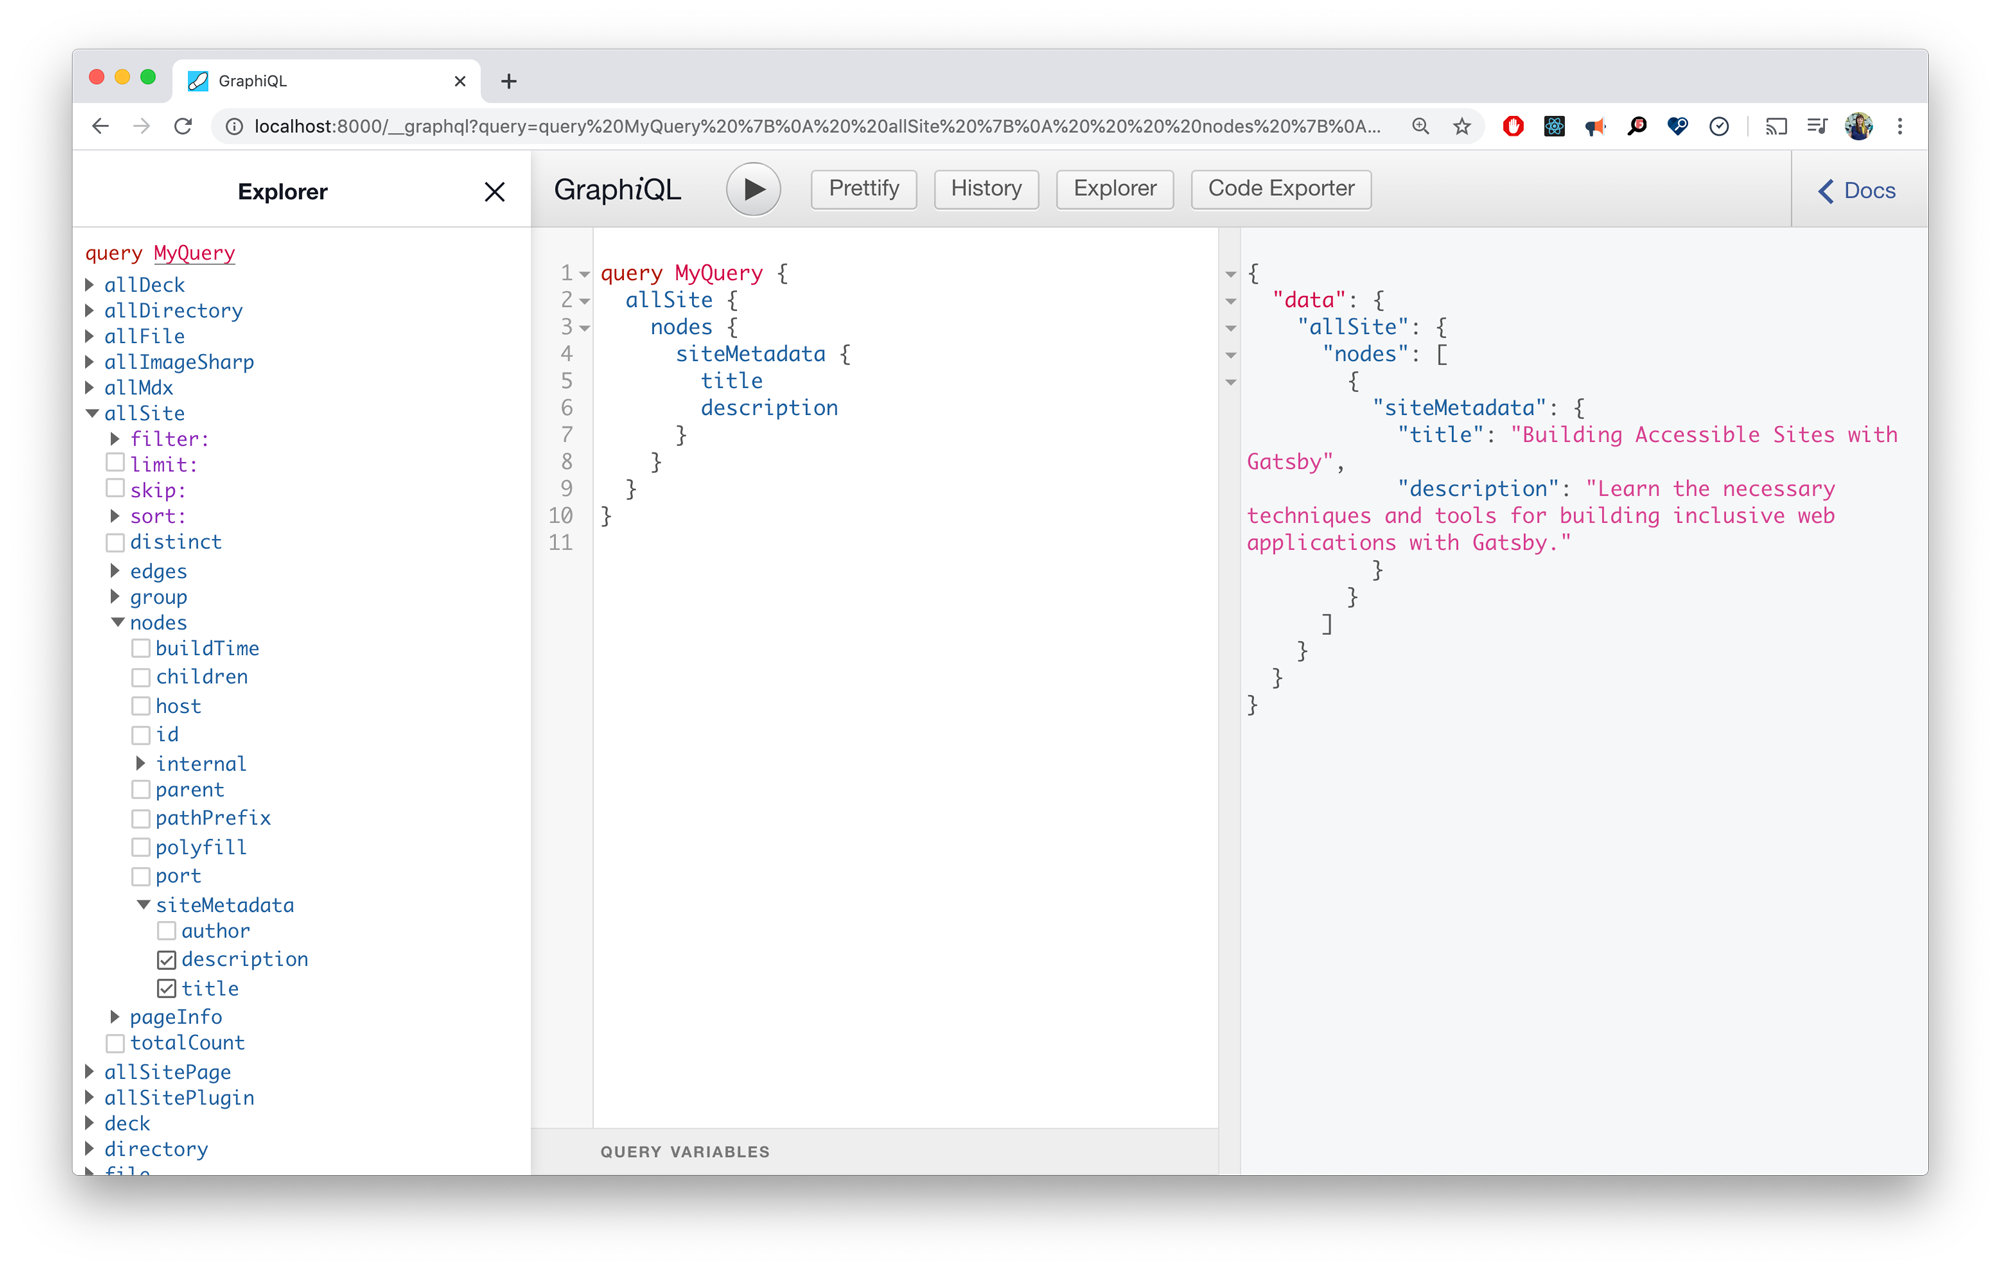 GraphiQL
localhost:8000/__graphql?query=query%20MyQuery%20%7B%0A%20%20allSite%20%7B%0A%20%20%20%20nodes%20%7B%0A...
Explorer
query MyQuery
allDeck
allDirectory
allFile
allImageSharp
allMdx
allSite
filter:
limit:
skip:
sort:
distinct
edges
group
nodes
buildTime
children
host
id
internal
parent
pathPrefix
polyfill
port
siteMetadata
author
description
title
pageInfo
totalCount
allSitePage
allSitePlugin
deck
directory
file
GraphiQL
Prettify
History
Explorer
Code Exporter
Docs
1 query MyQuery {
2 allSite {
3 nodes {
4 siteMetadata {
5 title
6 description
7 }
8 }
9 }
10 }
11
QUERY VARIABLES
{
"data": {
"allSite": {
"nodes": [
{
"siteMetadata": {
"title": "Building Accessible Sites with
Gatsby",
"description": "Learn the necessary
techniques and tools for building inclusive web
applications with Gatsby."
}
}
]
}
}
}